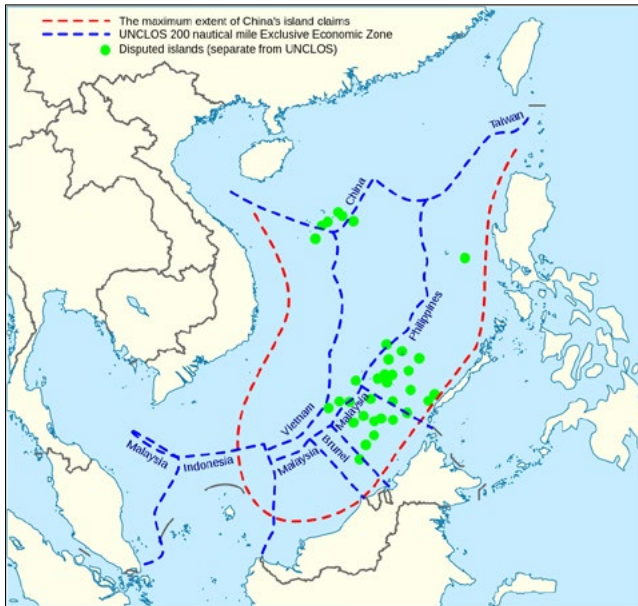 The maximum extent of China's island claims
UNCLOS 200 nautical mile Exclusive Economic Zone
Disputed islands (separate from UNCLOS)
Taiwan
China
Philippines
Vietnam
Malaysia
Malaysia
Indonesia
Malaysia
Brunei